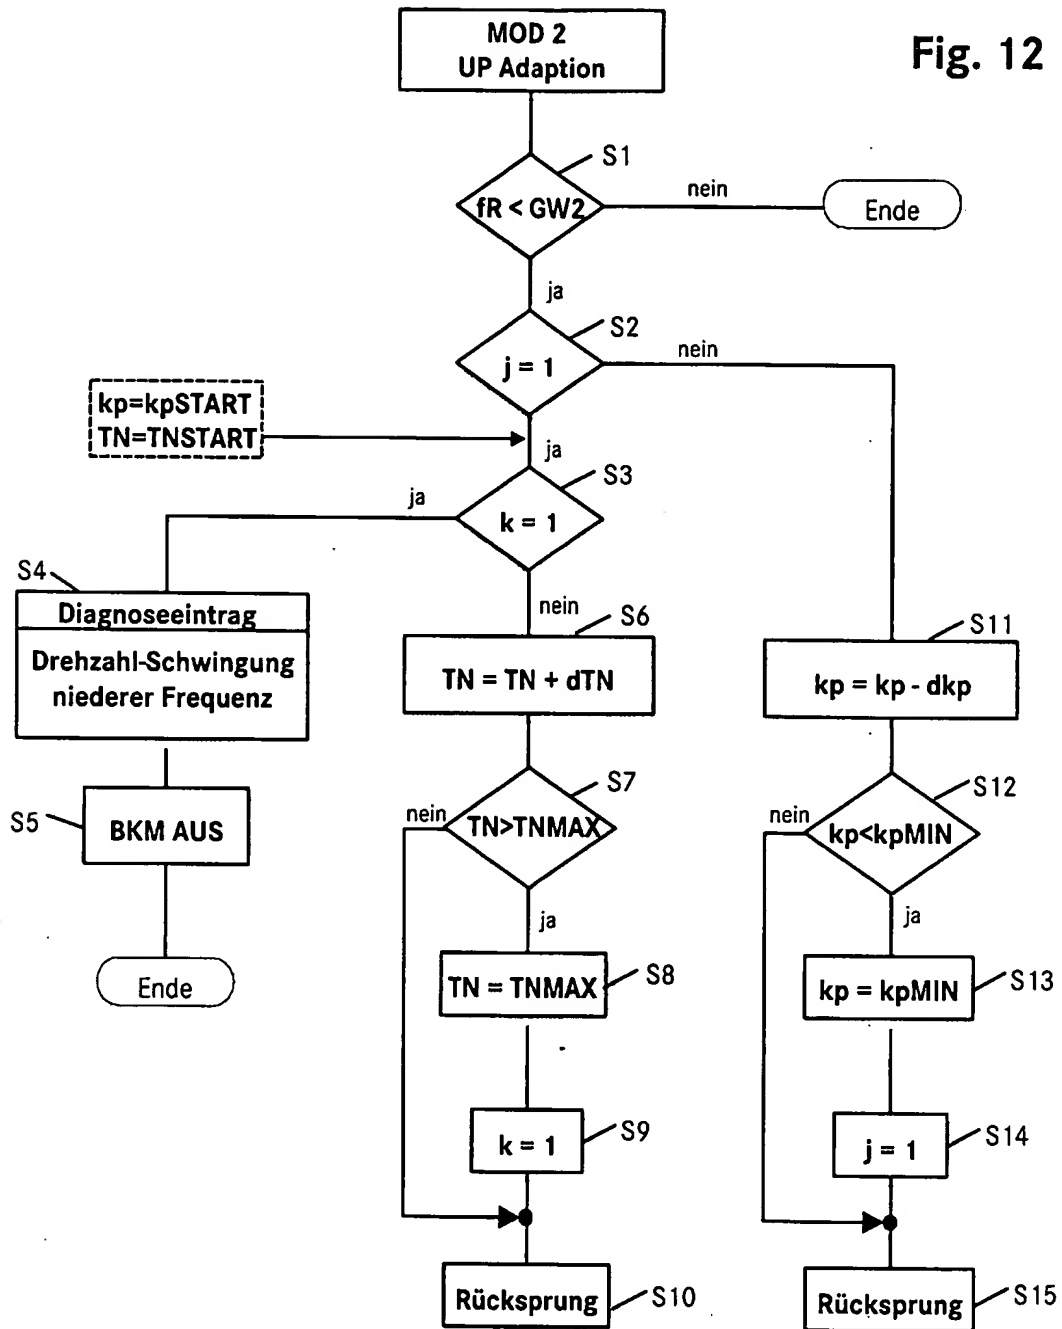 MOD 2
UP Adaption
Fig. 12
S1
fR < GW2
nein
Ende
ja
S2
j = 1
nein
kp=kpSTART
TN=TNSTART
ja
S3
k = 1
ja
nein
S4
Diagnoseeintrag
Drehzahl-Schwingung
niederer Frequenz
S5
BKM AUS
Ende
S6
TN = TN + dTN
S7
TN>TNMAX
nein
ja
S8
TN = TNMAX
S9
k = 1
S10
Rücksprung
S11
kp = kp - dkp
S12
kp<kpMIN
nein
ja
S13
kp = kpMIN
S14
j = 1
S15
Rücksprung